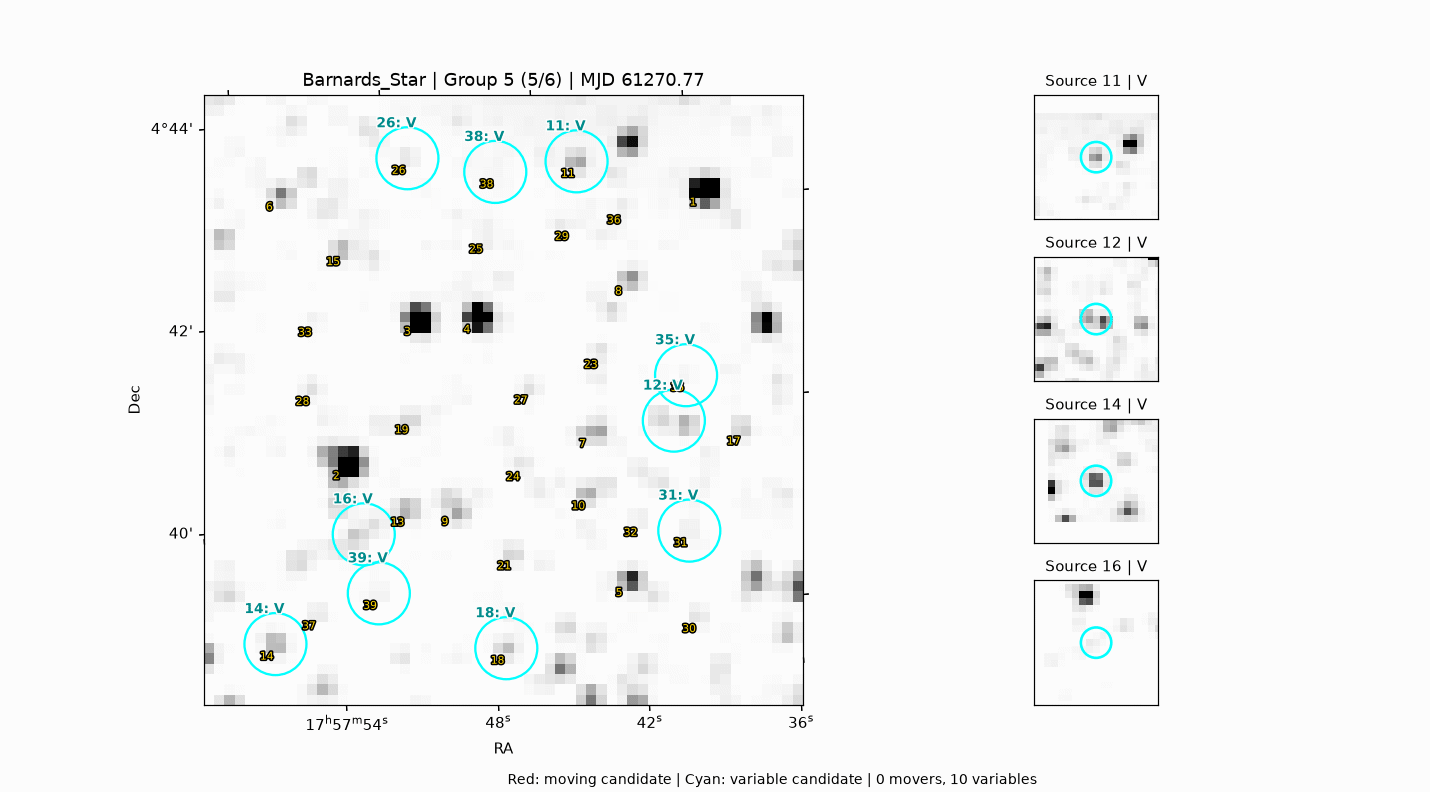 Barnards_Star | Group 5 (5/6) | MJD 61270.77
Source 11 | V
Source 12 | V
Source 14 | V
Source 16 | V
4°44'
42'
40'
Dec
26: V
38: V
11: V
26
38
11
1
6
36
29
25
15
8
3
4
33
35: V
23
12: V
28
27
19
7
17
2
24
16: V
31: V
10
13
9
32
31
21
39: V
5
39
14: V
18: V
37
30
14
18
17h57m54s
48s
42s
36s
RA
Red: moving candidate | Cyan: variable candidate | 0 movers, 10 variables